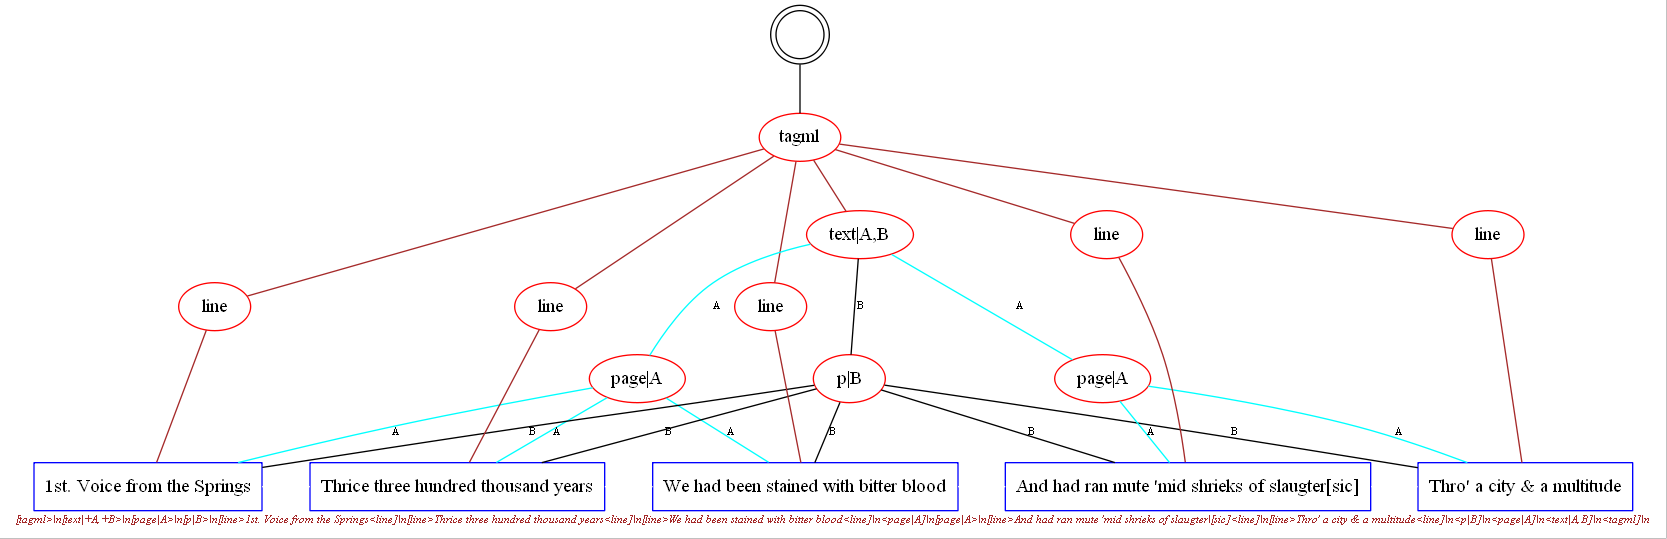 tagml
text|A,B
line
line
line
line
line
A
B
A
page|A
p|B
page|A
A
B
A
B
A
B
B
A
B
A
1st. Voice from the Springs
Thrice three hundred thousand years
We had been stained with bitter blood
And had ran mute 'mid shrieks of slaugter[sic]
Thro' a city & a multitude
[tagml>\n[text|+A,+B>\n[page|A>\n[p|B>\n[line>1st. Voice from the Springs<line]\n[line>Thrice three hundred thousand years<line]\n[line>We had been stained with bitter blood<line]\n<page|A]\n[page|A>\n[line>And had ran mute 'mid shrieks of slaugter\[sic]<line]\n[line>Thro' a city & a multitude<line]\n<p|B]\n<page|A]\n<text|A,B]\n<tagml]\n